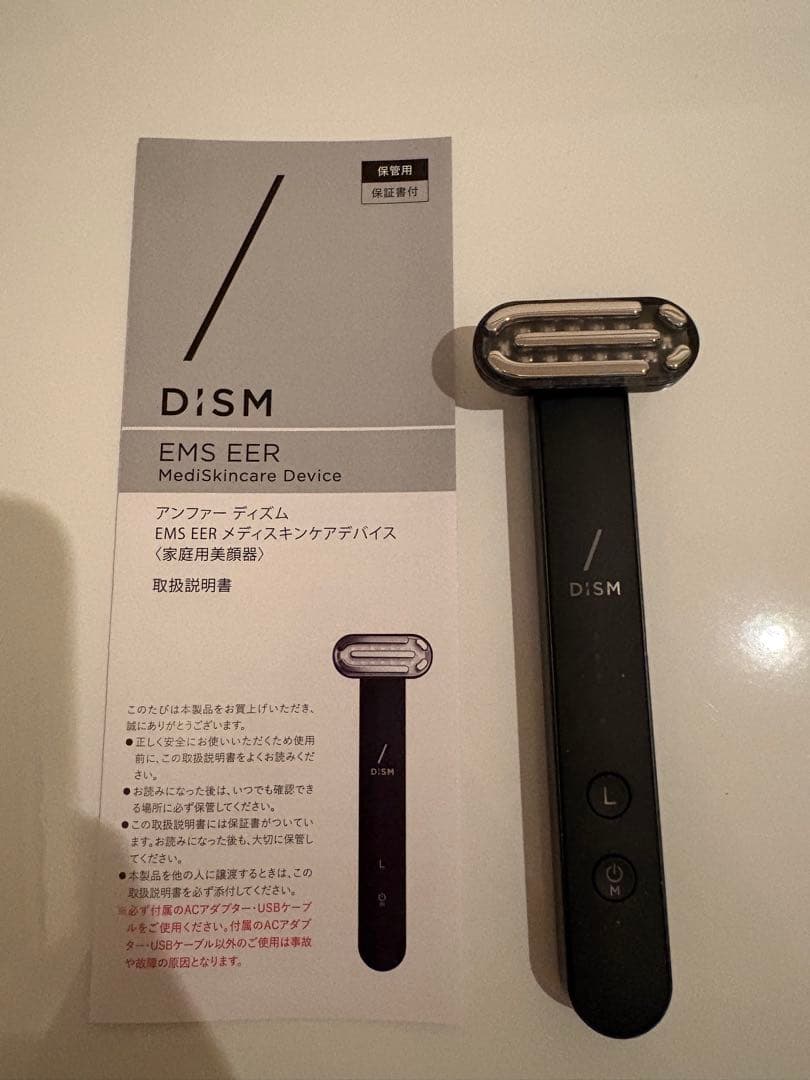 保管用
保証書付
DiSM
EMS EER
MediSkincare Device
アンファー ディズム
EMS EER メディスキンケアデバイス
〈家庭用美顔器〉
取扱説明書
このたびは本製品をお買上げいただき、
誠にありがとうございます。
●正しく安全にお使いいただくため使用
前に、この取扱説明書をよくお読みくだ
さい。
●お読みになった後は、いつでも確認でき
る場所に必ず保管してください。
●この取扱説明書には保証書がついてい
ます。お読みになった後も、大切に保管し
てください。
●本製品を他の人に譲渡するときは、この
取扱説明書を必ず添付してください。
※必ず付属のACアダプター・USBケーブ
ルをご使用ください。付属のACアダプ
ター・USBケーブル以外のご使用は事故
や故障の原因となります。
DiSM
L
M
DiSM
L
M